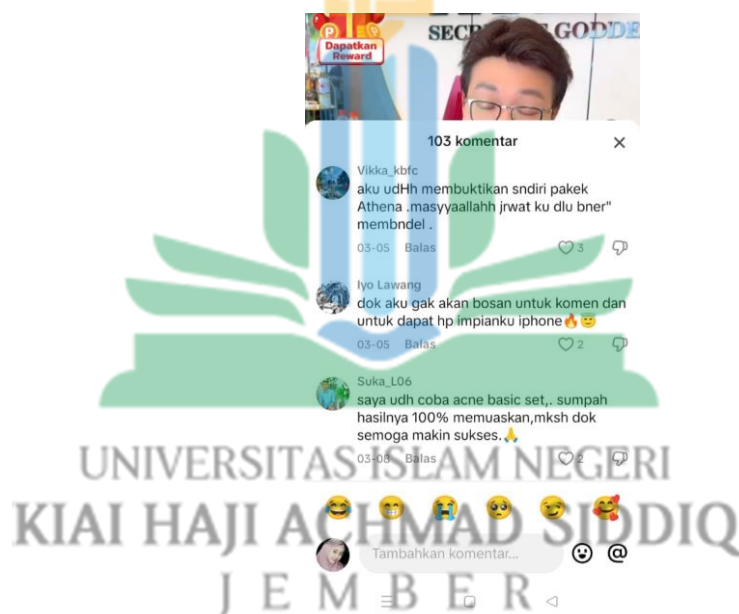 Dapatkan
Reward
103 komentar
Vikka_kbfc
aku udHh membuktikan sndiri pakek
Athena .masyyaallahh jrwat ku dlu bner"
membndel .
03-05 Balas 3
Iyo Lawang
dok aku gak akan bosan untuk komen dan
untuk dapat hp impianku iphone🔥😇
03-05 Balas 2
Suka_L06
saya udh coba acne basic set,. sumpah
hasilnya 100% memuaskan,mksh dok
semoga makin sukses.🙏
03-08 Balas 2
UNIVERSITAS ISLAM NEGERI
KIAI HAJI ACHMAD SIDDIQ
Tambahkan komentar... @
JEMBER